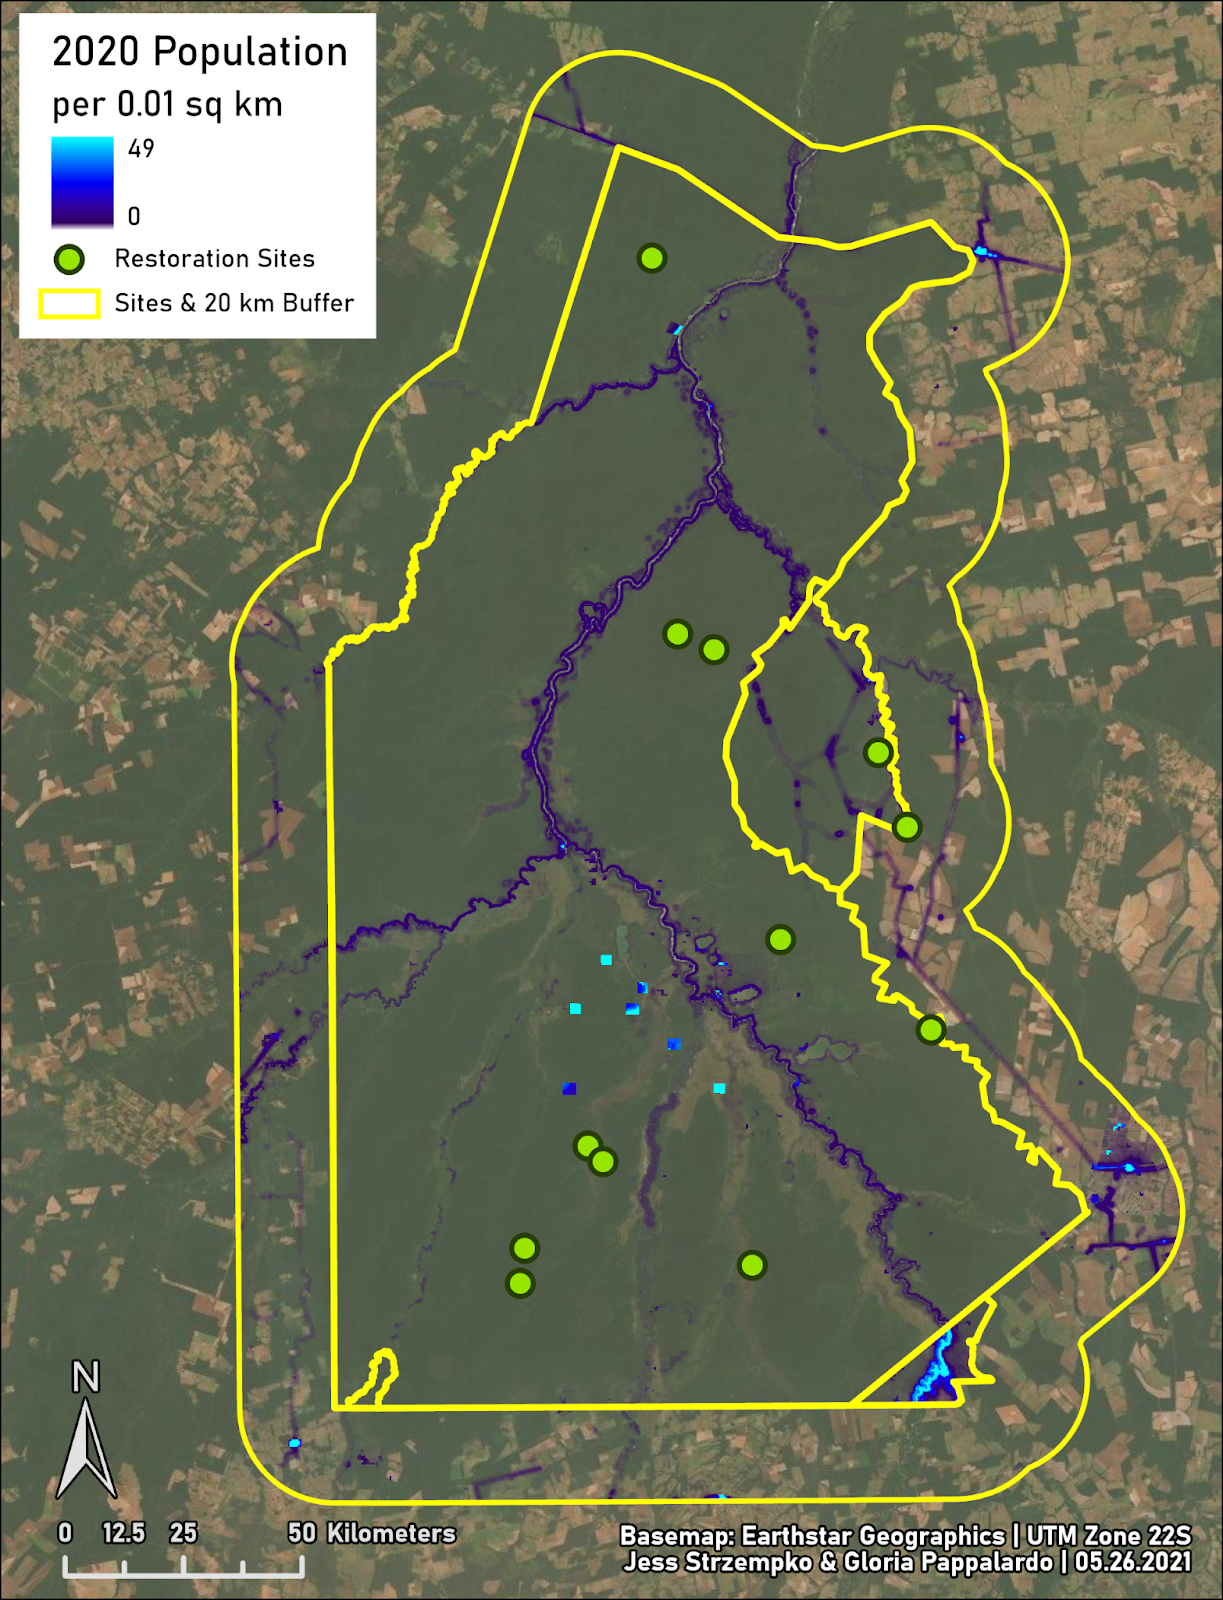 2020 Population
per 0.01 sq km
49
0
Restoration Sites
Sites & 20 km Buffer
N
0 12.5 25 50 Kilometers
Basemap: Earthstar Geographics | UTM Zone 22S
Jess Strzempko & Gloria Pappalardo | 05.26.2021